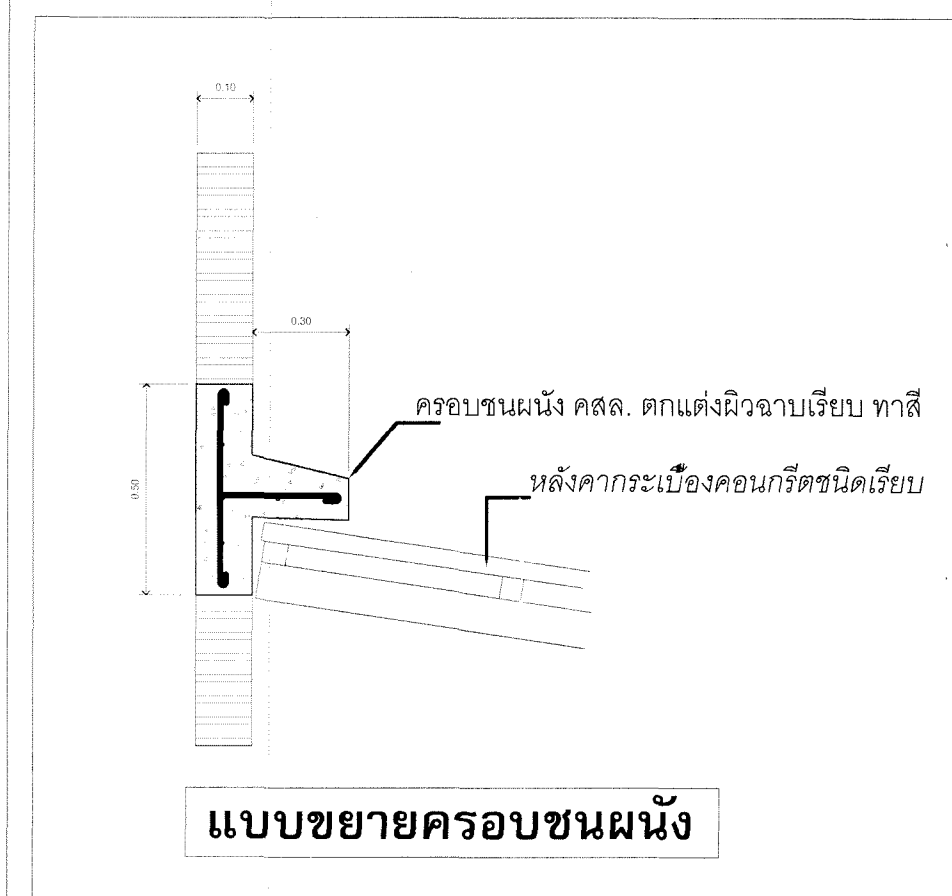 0.10
0.30
ครอบชนผนัง คสล. ตกแต่งผิวฉาบเรียบ ทาสี
0.50
หลังคากระเบื้องคอนกรีตชนิดเรียบ
แบบขยายครอบชนผนัง